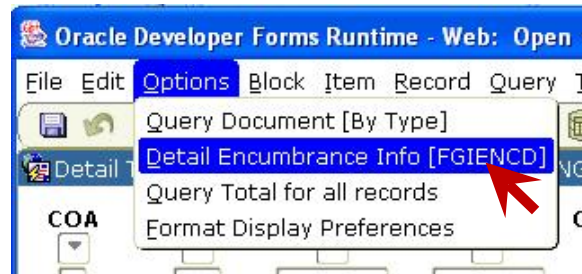 Oracle Developer Forms Runtime - Web: Open
File Edit Options Block Item Record Query
Query Document [By Type]
Detail Encumbrance Info [FGIENCD]
Detail
Query Total for all records
COA
Format Display Preferences